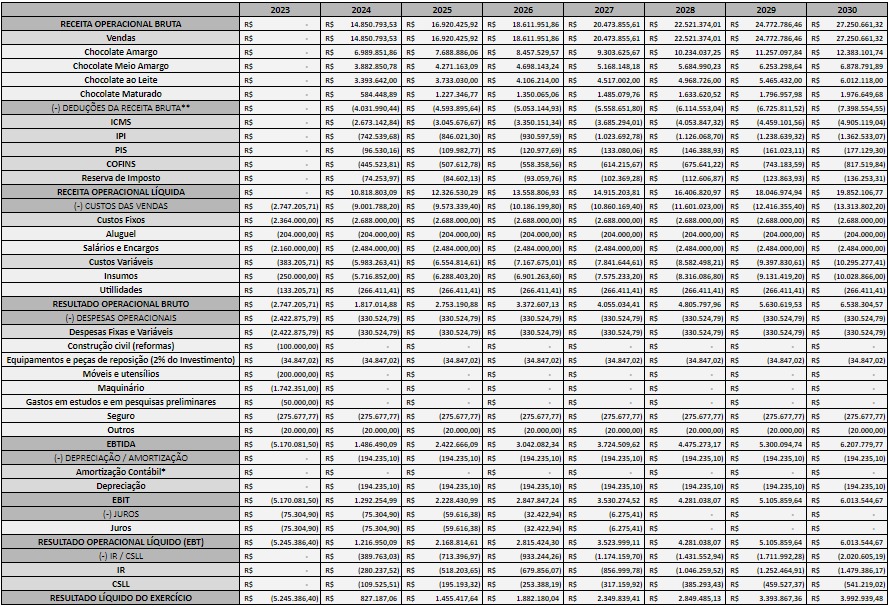 2023 2024 2025 2026 2027 2028 2029 2030
RECEITA OPERACIONAL BRUTA R$ - R$ 14.850.793,53 R$ 16.920.425,92 R$ 18.611.951,86 R$ 20.473.855,61 R$ 22.521.374,01 R$ 24.772.786,46 R$ 27.250.661,32
Vendas R$ - R$ 14.850.793,53 R$ 16.920.425,92 R$ 18.611.951,86 R$ 20.473.855,61 R$ 22.521.374,01 R$ 24.772.786,46 R$ 27.250.661,32
Chocolate Amargo R$ - R$ 6.989.851,86 R$ 7.688.886,06 R$ 8.457.529,57 R$ 9.303.625,67 R$ 10.234.037,25 R$ 11.257.097,84 R$ 12.383.101,74
Chocolate Meio Amargo R$ - R$ 3.882.850,78 R$ 4.271.163,09 R$ 4.698.143,24 R$ 5.168.148,18 R$ 5.684.990,23 R$ 6.253.298,64 R$ 6.878.791,89
Chocolate ao Leite R$ - R$ 3.393.642,00 R$ 3.733.030,00 R$ 4.106.214,00 R$ 4.517.002,00 R$ 4.968.726,00 R$ 5.465.432,00 R$ 6.012.118,00
Chocolate Maturado R$ - R$ 584.448,89 R$ 1.227.346,77 R$ 1.350.065,06 R$ 1.485.079,76 R$ 1.633.620,52 R$ 1.796.957,98 R$ 1.976.649,68
(-) DEDUÇÕES DA RECEITA BRUTA** R$ - R$ (4.031.990,44) R$ (4.593.895,64) R$ (5.053.144,93) R$ (5.558.651,80) R$ (6.114.553,04) R$ (6.725.811,52) R$ (7.398.554,55)
ICMS R$ - R$ (2.673.142,84) R$ (3.045.676,67) R$ (3.350.151,34) R$ (3.685.294,01) R$ (4.053.847,32) R$ (4.459.101,56) R$ (4.905.119,04)
IPI R$ - R$ (742.539,68) R$ (846.021,30) R$ (930.597,59) R$ (1.023.692,78) R$ (1.126.068,70) R$ (1.238.639,32) R$ (1.362.533,07)
PIS R$ - R$ (96.530,16) R$ (109.982,77) R$ (120.977,69) R$ (133.080,06) R$ (146.388,93) R$ (161.023,11) R$ (177.129,30)
COFINS R$ - R$ (445.523,81) R$ (507.612,78) R$ (558.358,56) R$ (614.215,67) R$ (675.641,22) R$ (743.183,59) R$ (817.519,84)
Reserva de Imposto R$ - R$ (74.253,97) R$ (84.602,13) R$ (93.059,76) R$ (102.369,28) R$ (112.606,87) R$ (123.863,93) R$ (136.253,31)
RECEITA OPERACIONAL LÍQUIDA R$ - R$ 10.818.803,09 R$ 12.326.530,29 R$ 13.558.806,93 R$ 14.915.203,81 R$ 16.406.820,97 R$ 18.046.974,94 R$ 19.852.106,77
(-) CUSTOS DAS VENDAS R$ (2.747.205,71) R$ (9.001.788,20) R$ (9.573.339,40) R$ (10.186.199,80) R$ (10.860.169,40) R$ (11.601.023,00) R$ (12.416.355,40) R$ (13.313.802,20)
Custos Fixos R$ (2.364.000,00) R$ (2.688.000,00) R$ (2.688.000,00) R$ (2.688.000,00) R$ (2.688.000,00) R$ (2.688.000,00) R$ (2.688.000,00) R$ (2.688.000,00)
Aluguel R$ (204.000,00) R$ (204.000,00) R$ (204.000,00) R$ (204.000,00) R$ (204.000,00) R$ (204.000,00) R$ (204.000,00) R$ (204.000,00)
Salários e Encargos R$ (2.160.000,00) R$ (2.484.000,00) R$ (2.484.000,00) R$ (2.484.000,00) R$ (2.484.000,00) R$ (2.484.000,00) R$ (2.484.000,00) R$ (2.484.000,00)
Custos Variáveis R$ (383.205,71) R$ (5.983.263,41) R$ (6.554.814,61) R$ (7.167.675,01) R$ (7.841.644,61) R$ (8.582.498,21) R$ (9.397.830,61) R$ (10.295.277,41)
Insumos R$ (250.000,00) R$ (5.716.852,00) R$ (6.288.403,20) R$ (6.901.263,60) R$ (7.575.233,20) R$ (8.316.086,80) R$ (9.131.419,20) R$ (10.028.866,00)
Utillidades R$ (133.205,71) R$ (266.411,41) R$ (266.411,41) R$ (266.411,41) R$ (266.411,41) R$ (266.411,41) R$ (266.411,41) R$ (266.411,41)
RESULTADO OPERACIONAL BRUTO R$ (2.747.205,71) R$ 1.817.014,88 R$ 2.753.190,88 R$ 3.372.607,13 R$ 4.055.034,41 R$ 4.805.797,96 R$ 5.630.619,53 R$ 6.538.304,57
(-) DESPESAS OPERACIONAIS R$ (2.422.875,79) R$ (330.524,79) R$ (330.524,79) R$ (330.524,79) R$ (330.524,79) R$ (330.524,79) R$ (330.524,79) R$ (330.524,79)
Despesas Fixas e Variáveis R$ (2.422.875,79) R$ (330.524,79) R$ (330.524,79) R$ (330.524,79) R$ (330.524,79) R$ (330.524,79) R$ (330.524,79) R$ (330.524,79)
Construção civil (reformas) R$ (100.000,00) R$ - R$ - R$ - R$ - R$ - R$ - R$ -
Equipamentos e peças de reposição (2% do Investimento) R$ (34.847,02) R$ (34.847,02) R$ (34.847,02) R$ (34.847,02) R$ (34.847,02) R$ (34.847,02) R$ (34.847,02) R$ (34.847,02)
Móveis e utensílios R$ (200.000,00) R$ - R$ - R$ - R$ - R$ - R$ - R$ -
Maquinário R$ (1.742.351,00) R$ - R$ - R$ - R$ - R$ - R$ - R$ -
Gastos em estudos e em pesquisas preliminares R$ (50.000,00) R$ - R$ - R$ - R$ - R$ - R$ - R$ -
Seguro R$ (275.677,77) R$ (275.677,77) R$ (275.677,77) R$ (275.677,77) R$ (275.677,77) R$ (275.677,77) R$ (275.677,77) R$ (275.677,77)
Outros R$ (20.000,00) R$ (20.000,00) R$ (20.000,00) R$ (20.000,00) R$ (20.000,00) R$ (20.000,00) R$ (20.000,00) R$ (20.000,00)
EBTIDA R$ (5.170.081,50) R$ 1.486.490,09 R$ 2.422.666,09 R$ 3.042.082,34 R$ 3.724.509,62 R$ 4.475.273,17 R$ 5.300.094,74 R$ 6.207.779,77
(-) DEPRECIAÇÃO / AMORTIZAÇÃO R$ - R$ (194.235,10) R$ (194.235,10) R$ (194.235,10) R$ (194.235,10) R$ (194.235,10) R$ (194.235,10) R$ (194.235,10)
Amortização Contábil* R$ - R$ - R$ - R$ - R$ - R$ - R$ - R$ -
Depreciação R$ - R$ (194.235,10) R$ (194.235,10) R$ (194.235,10) R$ (194.235,10) R$ (194.235,10) R$ (194.235,10) R$ (194.235,10)
EBIT R$ (5.170.081,50) R$ 1.292.254,99 R$ 2.228.430,99 R$ 2.847.847,24 R$ 3.530.274,52 R$ 4.281.038,07 R$ 5.105.859,64 R$ 6.013.544,67
(-) JUROS R$ (75.304,90) R$ (75.304,90) R$ (59.616,38) R$ (32.422,94) R$ (6.275,41) R$ - R$ - R$ -
Juros R$ (75.304,90) R$ (75.304,90) R$ (59.616,38) R$ (32.422,94) R$ (6.275,41) R$ - R$ - R$ -
RESULTADO OPERACIONAL LÍQUIDO (EBT) R$ (5.245.386,40) R$ 1.216.950,09 R$ 2.168.814,61 R$ 2.815.424,30 R$ 3.523.999,11 R$ 4.281.038,07 R$ 5.105.859,64 R$ 6.013.544,67
(-) IR / CSLL R$ - R$ (389.763,03) R$ (713.396,97) R$ (933.244,26) R$ (1.174.159,70) R$ (1.431.552,94) R$ (1.711.992,28) R$ (2.020.605,19)
IR R$ - R$ (280.237,52) R$ (518.203,65) R$ (679.856,07) R$ (856.999,78) R$ (1.046.259,52) R$ (1.252.464,91) R$ (1.479.386,17)
CSLL R$ - R$ (109.525,51) R$ (195.193,32) R$ (253.388,19) R$ (317.159,92) R$ (385.293,43) R$ (459.527,37) R$ (541.219,02)
RESULTADO LÍQUIDO DO EXERCÍCIO R$ (5.245.386,40) R$ 827.187,06 R$ 1.455.417,64 R$ 1.882.180,04 R$ 2.349.839,41 R$ 2.849.485,13 R$ 3.393.867,36 R$ 3.992.939,48